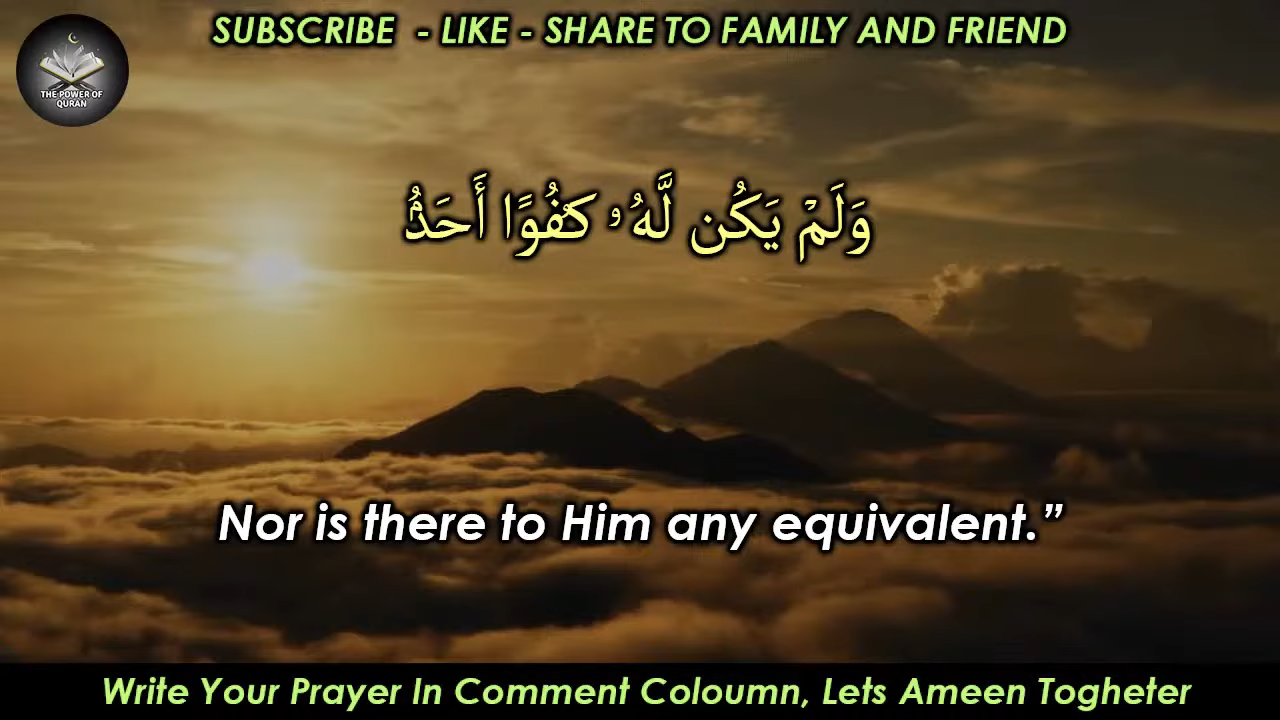 SUBSCRIBE - LIKE - SHARE TO FAMILY AND FRIEND
THE POWER OF
QURAN
وَلَمْ يَكُن لَّهُۥ كُفُوًا أَحَدٌۢ
Nor is there to Him any equivalent.”
Write Your Prayer In Comment Coloumn, Lets Ameen Togheter